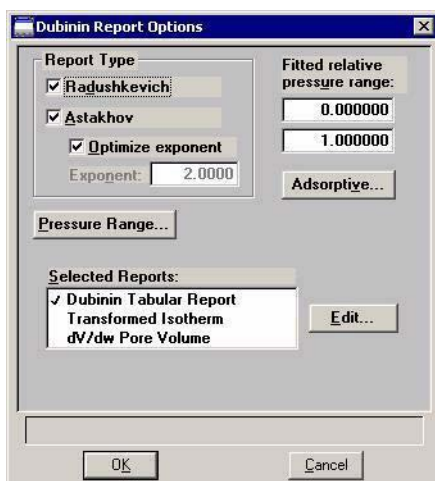 Dubinin Report Options
Report Type
Radushkevich
Astakhov
Optimize exponent
Exponent: 2.0000
Fitted relative
pressure range:
0.000000
1.000000
Adsorptive...
Pressure Range...
Selected Reports:
✓ Dubinin Tabular Report
Transformed Isotherm
dV/dw Pore Volume
Edit...
OK
Cancel